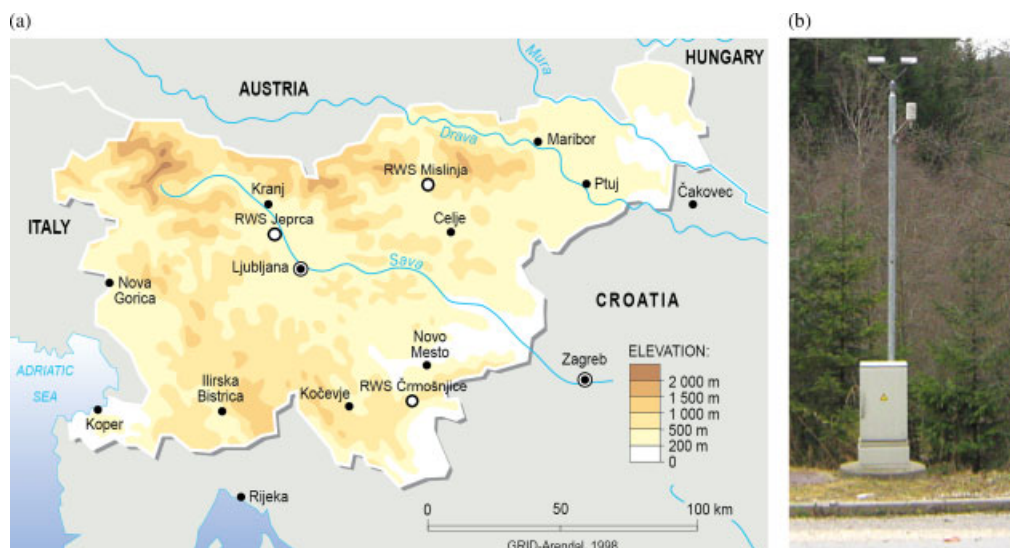 (a)
(b)
HUNGARY
AUSTRIA
Mura
Drava
Maribor
RWS Mislinja
Ptuj
Kranj
Čakovec
ITALY
RWS Jeprca
Celje
Ljubljana
Sava
Nova
Gorica
CROATIA
Novo
Mesto
ELEVATION:
Zagreb
ADRIATIC
SEA
2 000 m
1 500 m
1 000 m
500 m
200 m
0
Ilirska
Bistrica
Kočevje
RWS Črmošnjice
Koper
Rijeka
0
50
100 km
GRID-Arendal, 1998